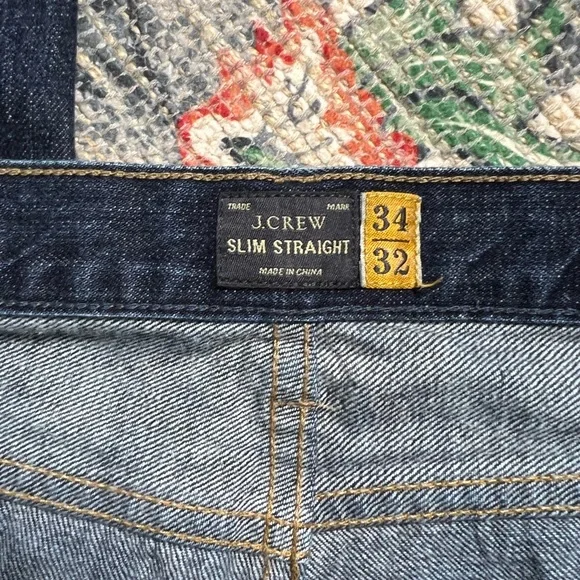 TRADE MARK
J.CREW
SLIM STRAIGHT
MADE IN CHINA
34
32